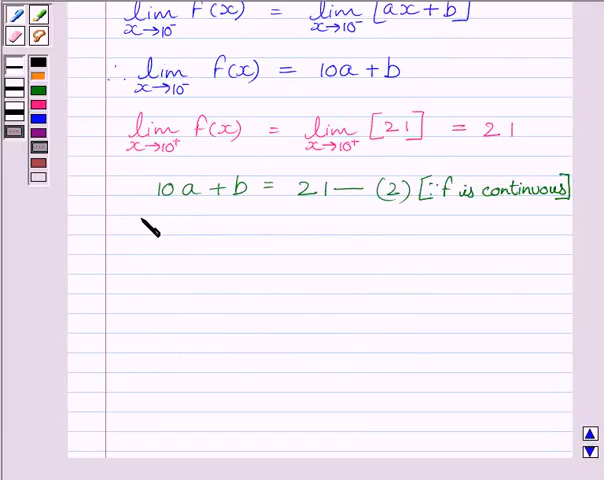 lim f(x) = lim [ax + b]
x→10⁻ x→10⁻
∴ lim f(x) = 10a + b
x→10⁻
lim f(x) = lim [21] = 21
x→10⁺ x→10⁺
10a + b = 21 — (2) [∵ f is continuous]